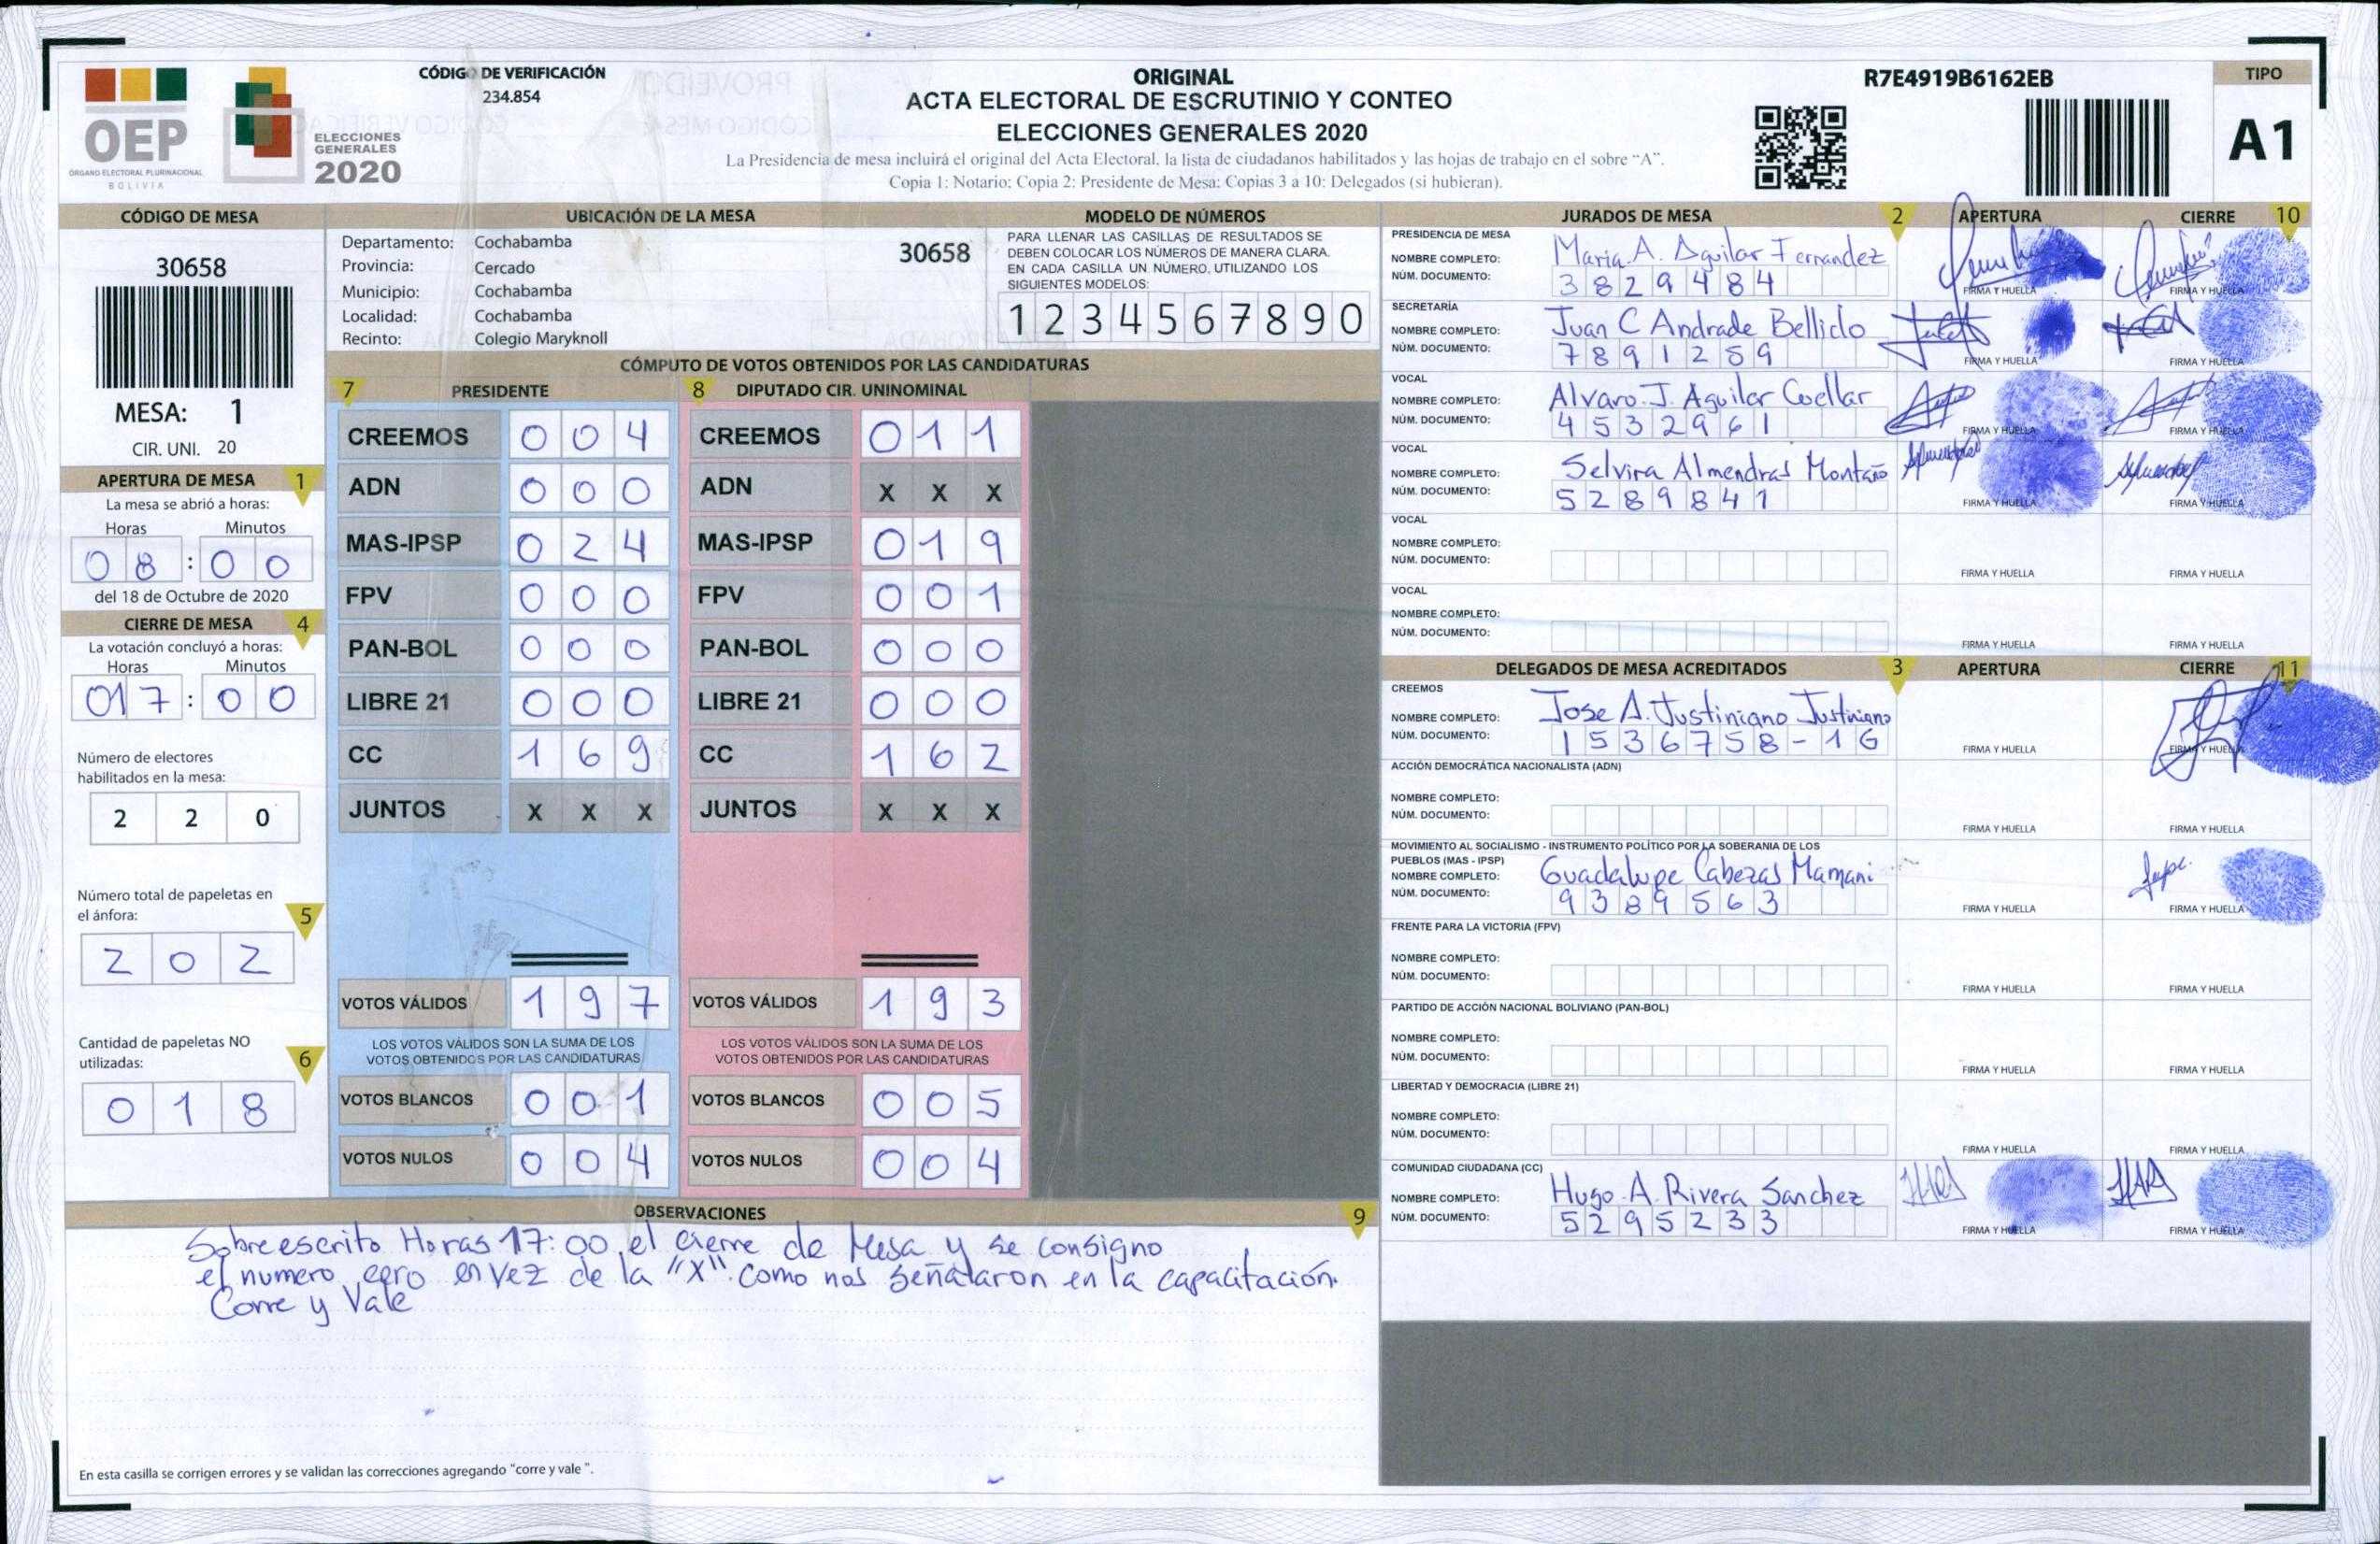 OEP
ÓRGANO ELECTORAL PLURINACIONAL
BOLIVIA
ELECCIONES
GENERALES
2020
CÓDIGO DE VERIFICACIÓN
234.854
ORIGINAL
ACTA ELECTORAL DE ESCRUTINIO Y CONTEO
ELECCIONES GENERALES 2020
La Presidencia de mesa incluirá el original del Acta Electoral, la lista de ciudadanos habilitados y las hojas de trabajo en el sobre “A”.
Copia 1: Notario; Copia 2: Presidente de Mesa; Copias 3 a 10: Delegados (si hubieran).
R7E4919B6162EB
TIPO
A1
CÓDIGO DE MESA
30658
MESA: 1
CIR. UNI. 20
APERTURA DE MESA 1
La mesa se abrió a horas:
Horas Minutos
08 : 00
del 18 de Octubre de 2020
CIERRE DE MESA 4
La votación concluyó a horas:
Horas Minutos
017 : 00
Número de electores
habilitados en la mesa:
2 2 0
Número total de papeletas en
el ánfora: 5
2 0 2
Cantidad de papeletas NO
utilizadas: 6
0 1 8
UBICACIÓN DE LA MESA
Departamento: Cochabamba
Provincia: Cercado
Municipio: Cochabamba
Localidad: Cochabamba
Recinto: Colegio Maryknoll
30658
MODELO DE NÚMEROS
PARA LLENAR LAS CASILLAS DE RESULTADOS SE
DEBEN COLOCAR LOS NÚMEROS DE MANERA CLARA.
EN CADA CASILLA UN NÚMERO, UTILIZANDO LOS
SIGUIENTES MODELOS:
1 2 3 4 5 6 7 8 9 0
CÓMPUTO DE VOTOS OBTENIDOS POR LAS CANDIDATURAS
7 PRESIDENTE
CREEMOS 0 0 4
ADN 0 0 0
MAS-IPSP 0 2 4
FPV 0 0 0
PAN-BOL 0 0 0
LIBRE 21 0 0 0
CC 1 6 9
JUNTOS X X X
VOTOS VÁLIDOS 1 9 7
LOS VOTOS VÁLIDOS SON LA SUMA DE LOS
VOTOS OBTENIDOS POR LAS CANDIDATURAS
VOTOS BLANCOS 0 0 1
VOTOS NULOS 0 0 4
8 DIPUTADO CIR. UNINOMINAL
CREEMOS 0 1 1
ADN X X X
MAS-IPSP 0 1 9
FPV 0 0 1
PAN-BOL 0 0 0
LIBRE 21 0 0 0
CC 1 6 2
JUNTOS X X X
VOTOS VÁLIDOS 1 9 3
LOS VOTOS VÁLIDOS SON LA SUMA DE LOS
VOTOS OBTENIDOS POR LAS CANDIDATURAS
VOTOS BLANCOS 0 0 5
VOTOS NULOS 0 0 4
OBSERVACIONES 9
Sobreescrito Horas 17:00 el cierre de Mesa y se consigno
el numero cero en vez de la "X" como nos señalaron en la capacitación.
Corre y Vale
En esta casilla se corrigen errores y se validan las correcciones agregando "corre y vale ".
JURADOS DE MESA 2 APERTURA CIERRE 10
PRESIDENCIA DE MESA
NOMBRE COMPLETO: Maria A. Aguilar Fernandez
NÚM. DOCUMENTO: 3829484
FIRMA Y HUELLA FIRMA Y HUELLA
SECRETARÍA
NOMBRE COMPLETO: Juan C Andrade Bellido
NÚM. DOCUMENTO: 7891259
FIRMA Y HUELLA FIRMA Y HUELLA
VOCAL
NOMBRE COMPLETO: Alvaro J. Aguilar Coellar
NÚM. DOCUMENTO: 4532961
FIRMA Y HUELLA FIRMA Y HUELLA
VOCAL
NOMBRE COMPLETO: Selvira Almendras Montaño
NÚM. DOCUMENTO: 5289841
FIRMA Y HUELLA FIRMA Y HUELLA
VOCAL
NOMBRE COMPLETO:
NÚM. DOCUMENTO:
FIRMA Y HUELLA FIRMA Y HUELLA
VOCAL
NOMBRE COMPLETO:
NÚM. DOCUMENTO:
FIRMA Y HUELLA FIRMA Y HUELLA
DELEGADOS DE MESA ACREDITADOS 3 APERTURA CIERRE 11
CREEMOS
NOMBRE COMPLETO: Jose A. Justiniano Justiniano
NÚM. DOCUMENTO: 1536758-1G
FIRMA Y HUELLA FIRMA Y HUELLA
ACCIÓN DEMOCRÁTICA NACIONALISTA (ADN)
NOMBRE COMPLETO:
NÚM. DOCUMENTO:
FIRMA Y HUELLA FIRMA Y HUELLA
MOVIMIENTO AL SOCIALISMO - INSTRUMENTO POLÍTICO POR LA SOBERANIA DE LOS
PUEBLOS (MAS - IPSP)
NOMBRE COMPLETO: Guadalupe Cabezas Mamani
NÚM. DOCUMENTO: 9389563
FIRMA Y HUELLA FIRMA Y HUELLA
FRENTE PARA LA VICTORIA (FPV)
NOMBRE COMPLETO:
NÚM. DOCUMENTO:
FIRMA Y HUELLA FIRMA Y HUELLA
PARTIDO DE ACCIÓN NACIONAL BOLIVIANO (PAN-BOL)
NOMBRE COMPLETO:
NÚM. DOCUMENTO:
FIRMA Y HUELLA FIRMA Y HUELLA
LIBERTAD Y DEMOCRACIA (LIBRE 21)
NOMBRE COMPLETO:
NÚM. DOCUMENTO:
FIRMA Y HUELLA FIRMA Y HUELLA
COMUNIDAD CIUDADANA (CC)
NOMBRE COMPLETO: Hugo A. Rivera Sanchez
NÚM. DOCUMENTO: 5295233
FIRMA Y HUELLA FIRMA Y HUELLA